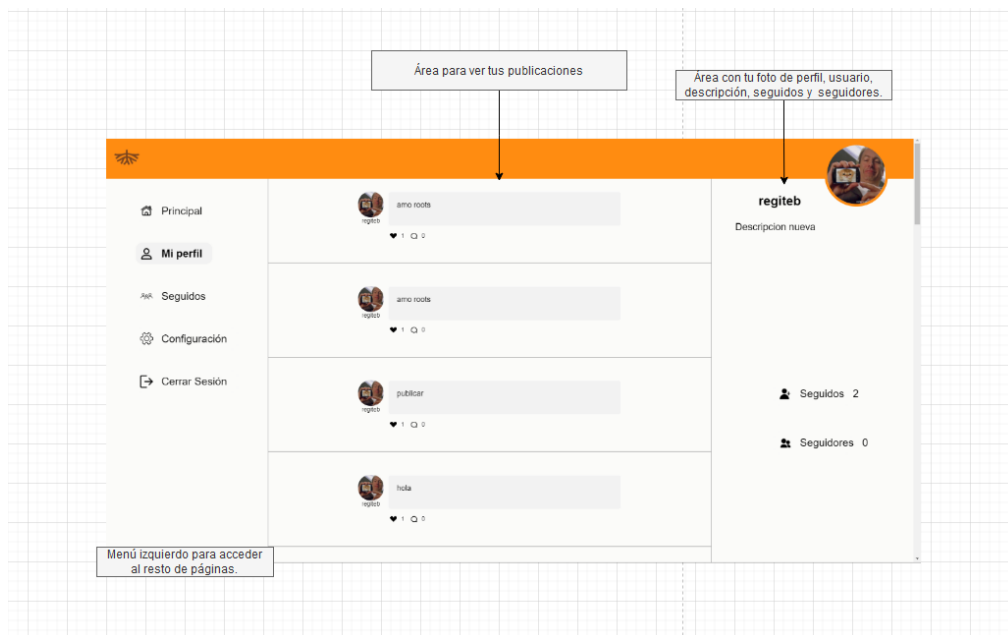 Área para ver tus publicaciones
Área con tu foto de perfil, usuario,
descripción, seguidos y seguidores.
Principal
Mi perfil
Seguidos
Configuración
Cerrar Sesión
amo roots
regiteb
1 0
amo roots
regiteb
1 0
publicar
regiteb
1 0
hola
regiteb
1 0
regiteb
Descripcion nueva
Seguidos 2
Seguidores 0
Menú izquierdo para acceder
al resto de páginas.